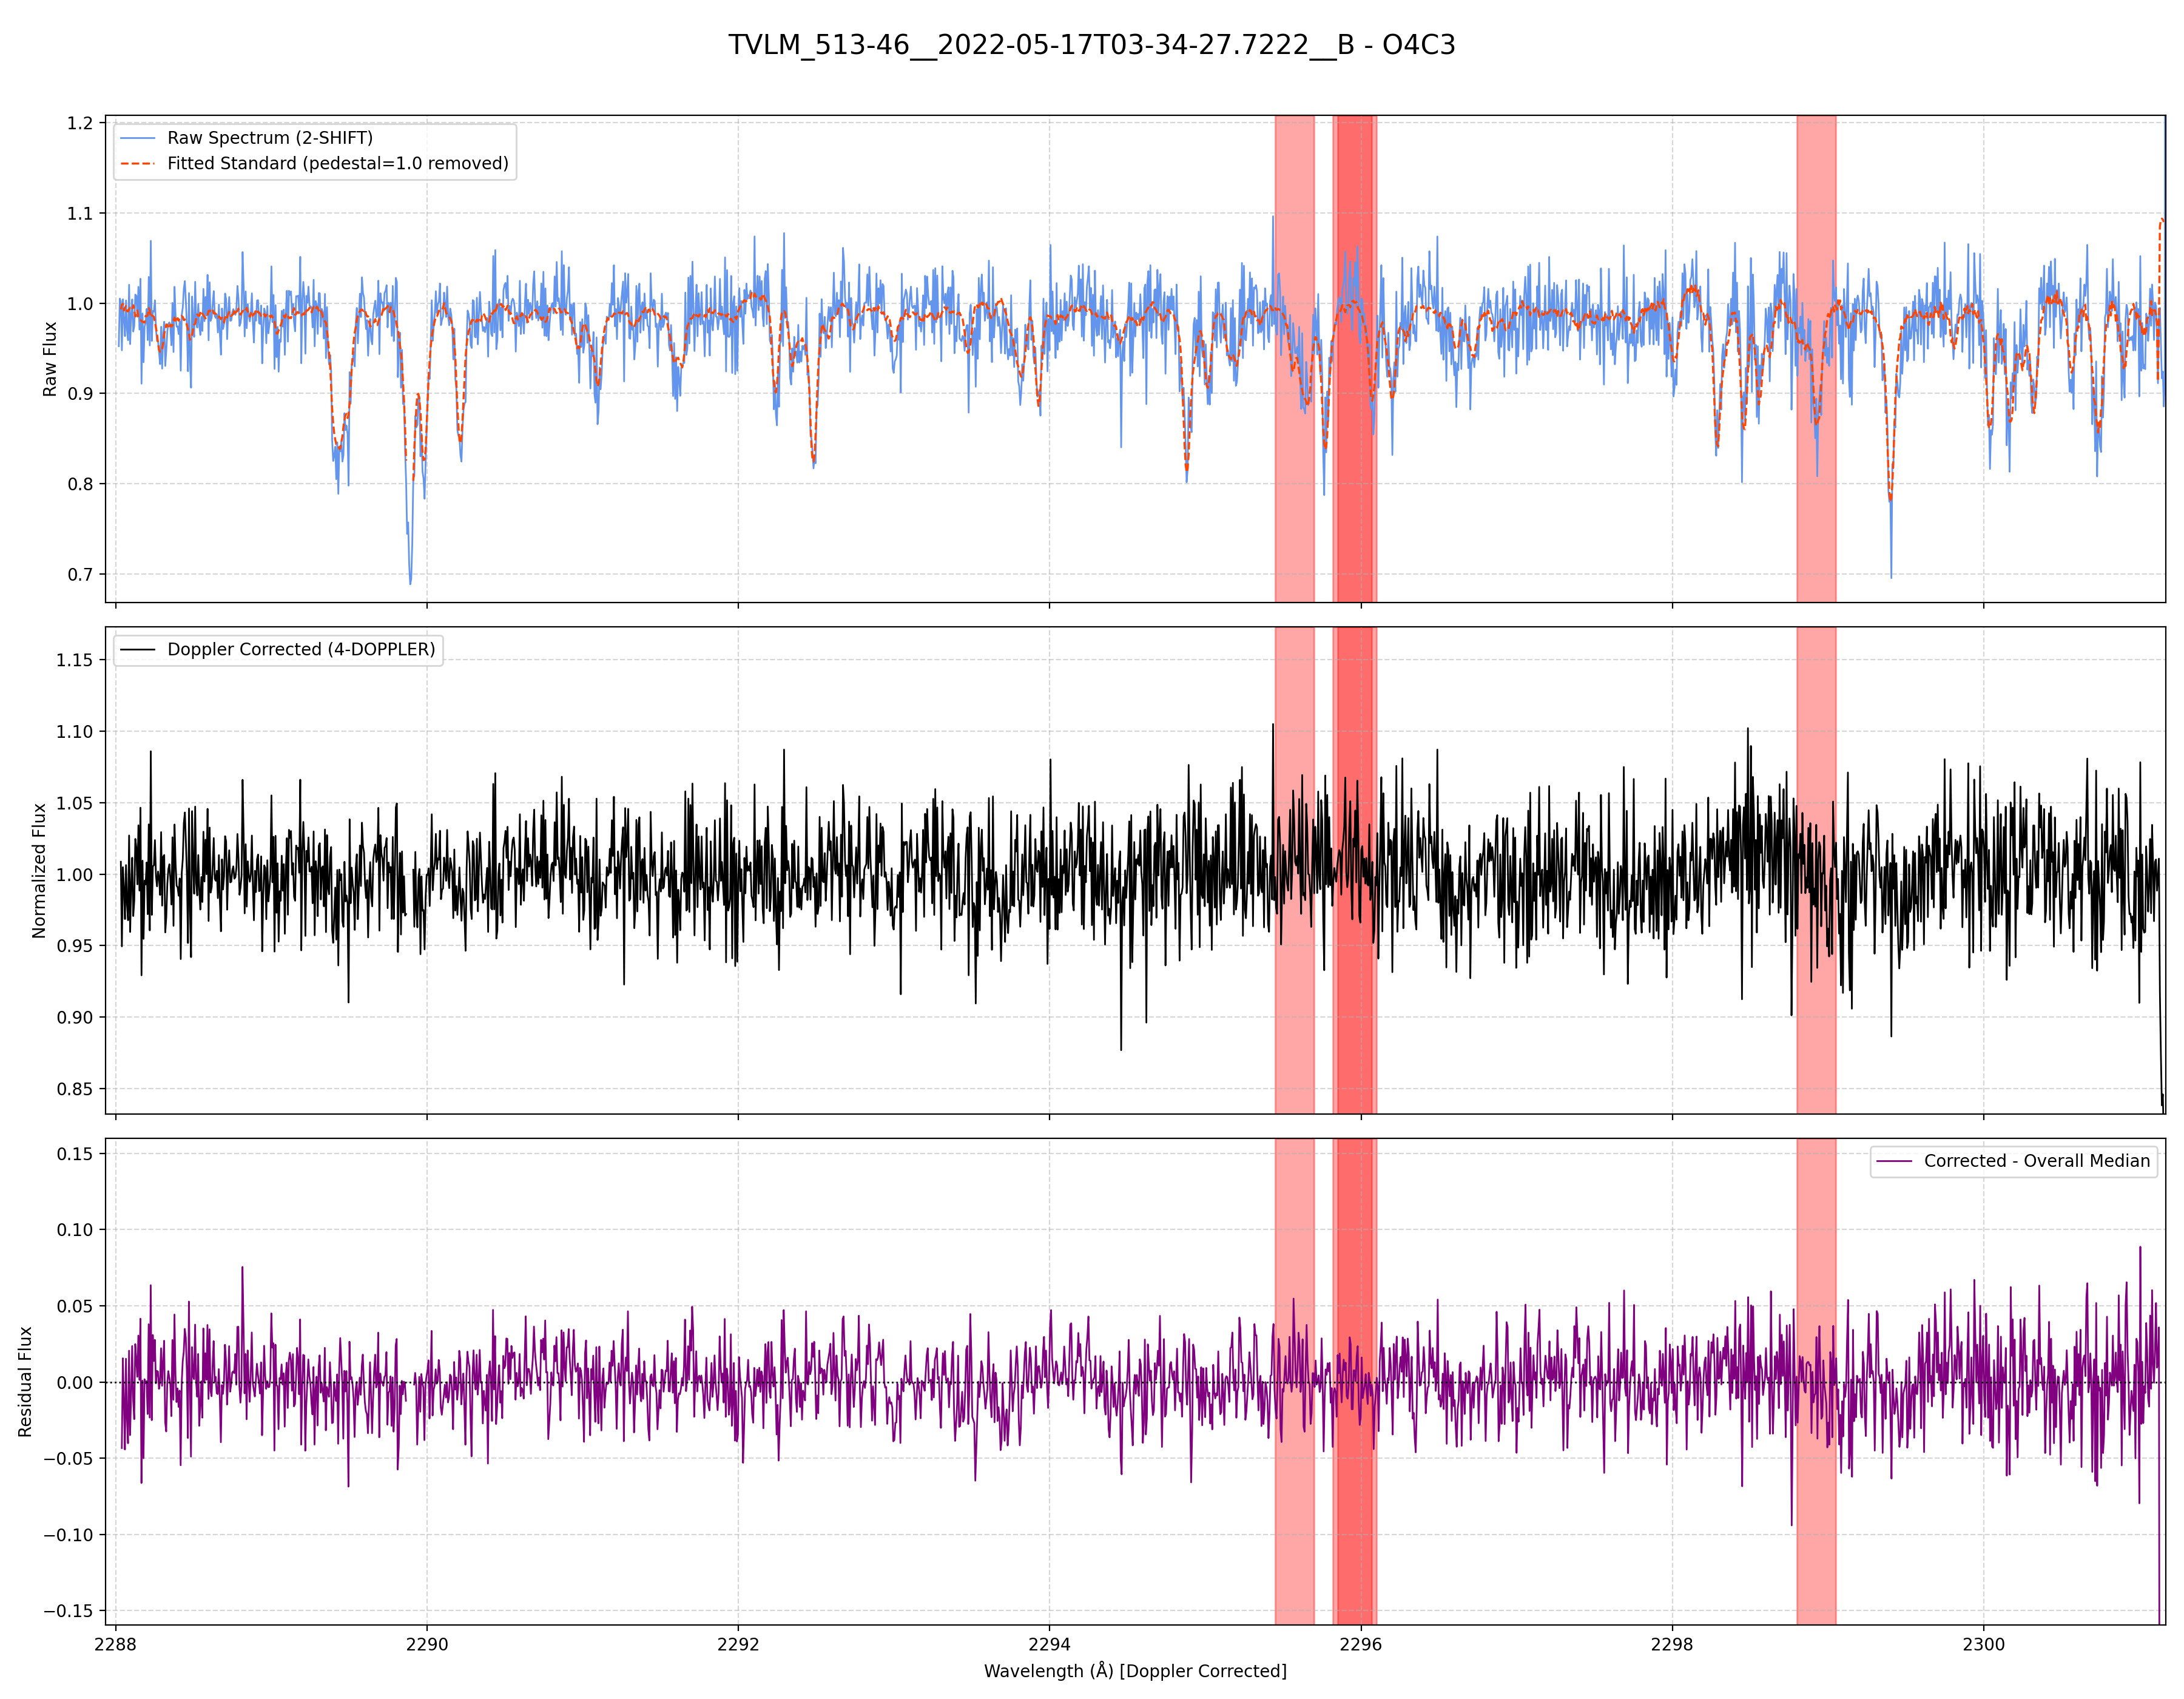 TVLM_513-46__2022-05-17T03-34-27.7222__B - O4C3
Raw Spectrum (2-SHIFT)
Fitted Standard (pedestal=1.0 removed)
Raw Flux
1.2
1.1
1.0
0.9
0.8
0.7
Doppler Corrected (4-DOPPLER)
Normalized Flux
1.15
1.10
1.05
1.00
0.95
0.90
0.85
Corrected - Overall Median
Residual Flux
0.15
0.10
0.05
0.00
−0.05
−0.10
−0.15
2288 2290 2292 2294 2296 2298 2300
Wavelength (Å) [Doppler Corrected]